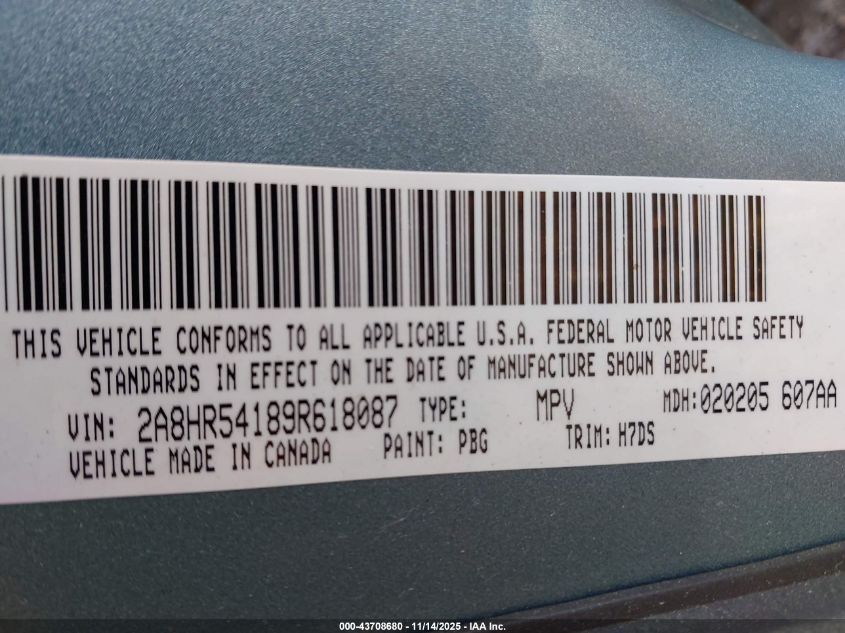 THIS VEHICLE CONFORMS TO ALL APPLICABLE U.S.A. FEDERAL MOTOR VEHICLE SAFETY
STANDARDS IN EFFECT ON THE DATE OF MANUFACTURE SHOWN ABOVE.
VIN: 2A8HR54189R618087 TYPE: MPV MDH: 020205 607AA
VEHICLE MADE IN CANADA PAINT: PBG TRIM: H7DS
000-43708680 - 11/14/2025 - IAA Inc.